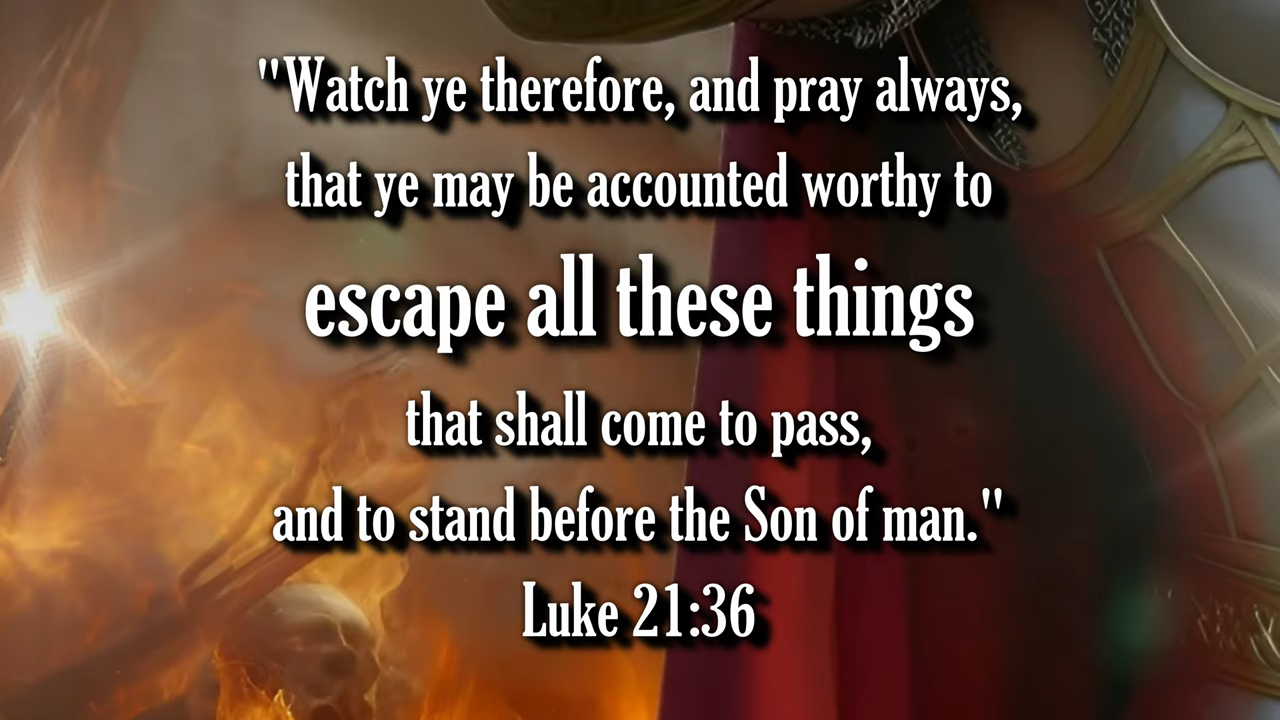 "Watch ye therefore, and pray always,
that ye may be accounted worthy to
escape all these things
that shall come to pass,
and to stand before the Son of man."
Luke 21:36